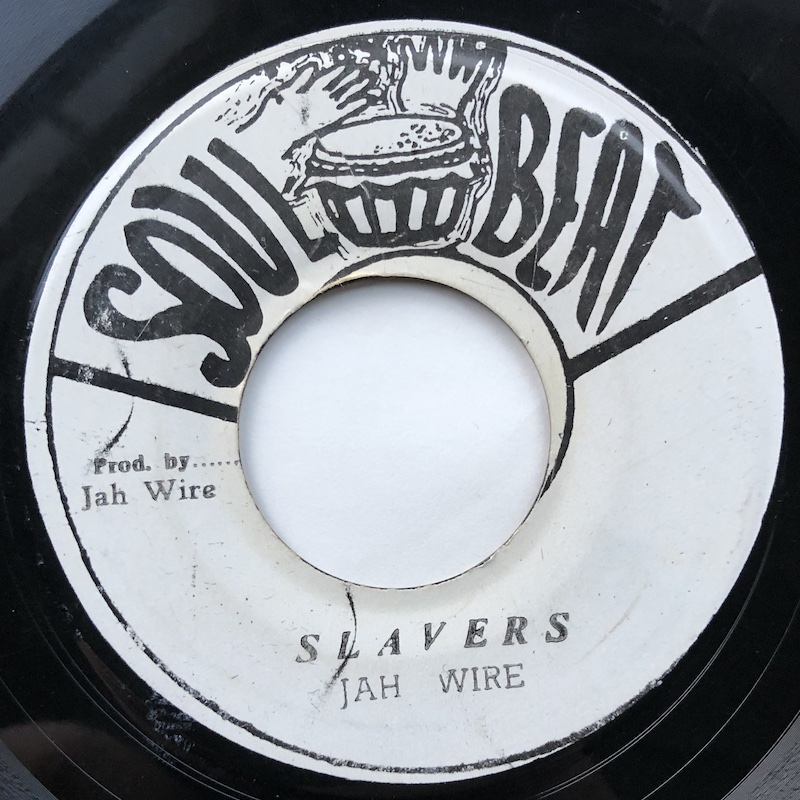 SOUL BEAT
Prod. by......
Jah Wire
SLAVERS
JAH WIRE